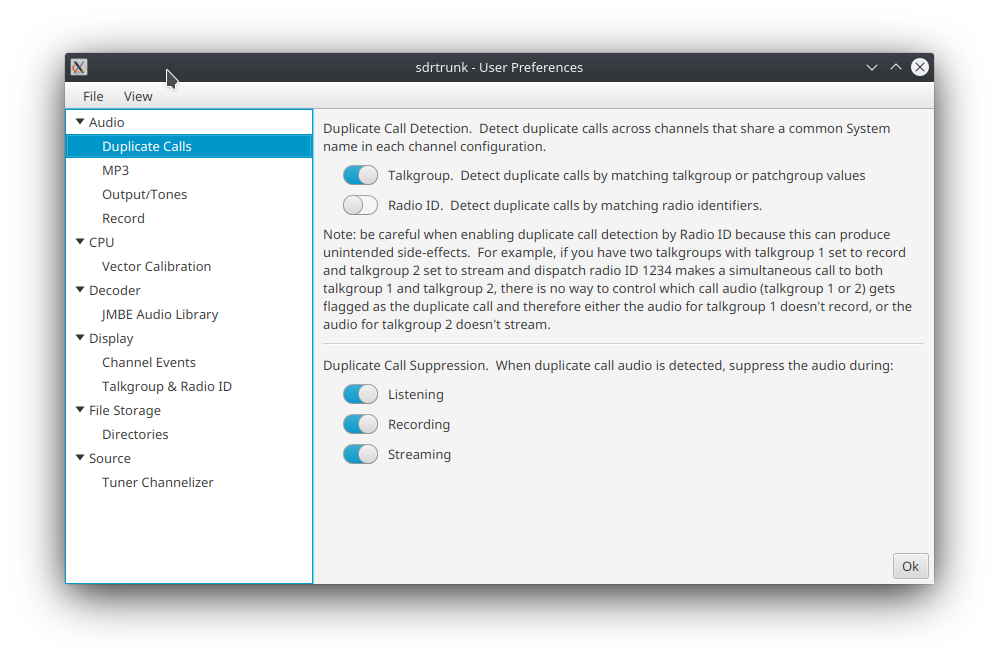 sdrtrunk - User Preferences
File View
Audio
Duplicate Calls
MP3
Output/Tones
Record
CPU
Vector Calibration
Decoder
JMBE Audio Library
Display
Channel Events
Talkgroup & Radio ID
File Storage
Directories
Source
Tuner Channelizer
Duplicate Call Detection.  Detect duplicate calls across channels that share a common System
name in each channel configuration.
Talkgroup.  Detect duplicate calls by matching talkgroup or patchgroup values
Radio ID.  Detect duplicate calls by matching radio identifiers.
Note: be careful when enabling duplicate call detection by Radio ID because this can produce
unintended side-effects.  For example, if you have two talkgroups with talkgroup 1 set to record
and talkgroup 2 set to stream and dispatch radio ID 1234 makes a simultaneous call to both
talkgroup 1 and talkgroup 2, there is no way to control which call audio (talkgroup 1 or 2) gets
flagged as the duplicate call and therefore either the audio for talkgroup 1 doesn't record, or the
audio for talkgroup 2 doesn't stream.
Duplicate Call Suppression.  When duplicate call audio is detected, suppress the audio during:
Listening
Recording
Streaming
Ok